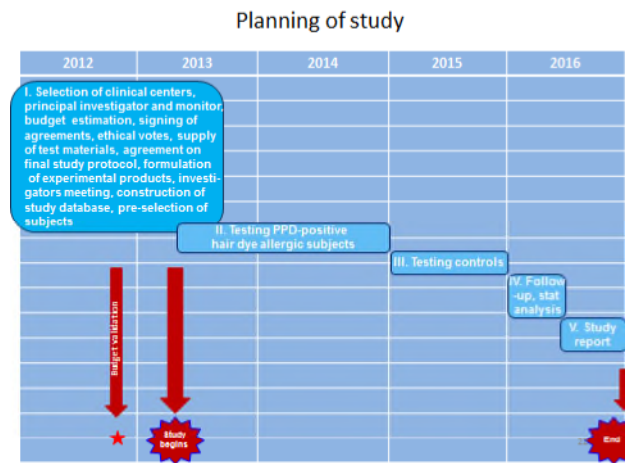 Planning of study
2012 2013 2014 2015 2016
I. Selection of clinical centers,
principal investigator and monitor,
budget estimation, signing of
agreements, ethical votes, supply
of test materials, agreement on
final study protocol, formulation
of experimental products, investi-
gators meeting, construction of
study database, pre-selection of
subjects
II. Testing PPD-positive
hair dye allergic subjects
III. Testing controls
IV. Follow
-up, stat
analysis
V. Study
report
Budget validation
Study
begins
End